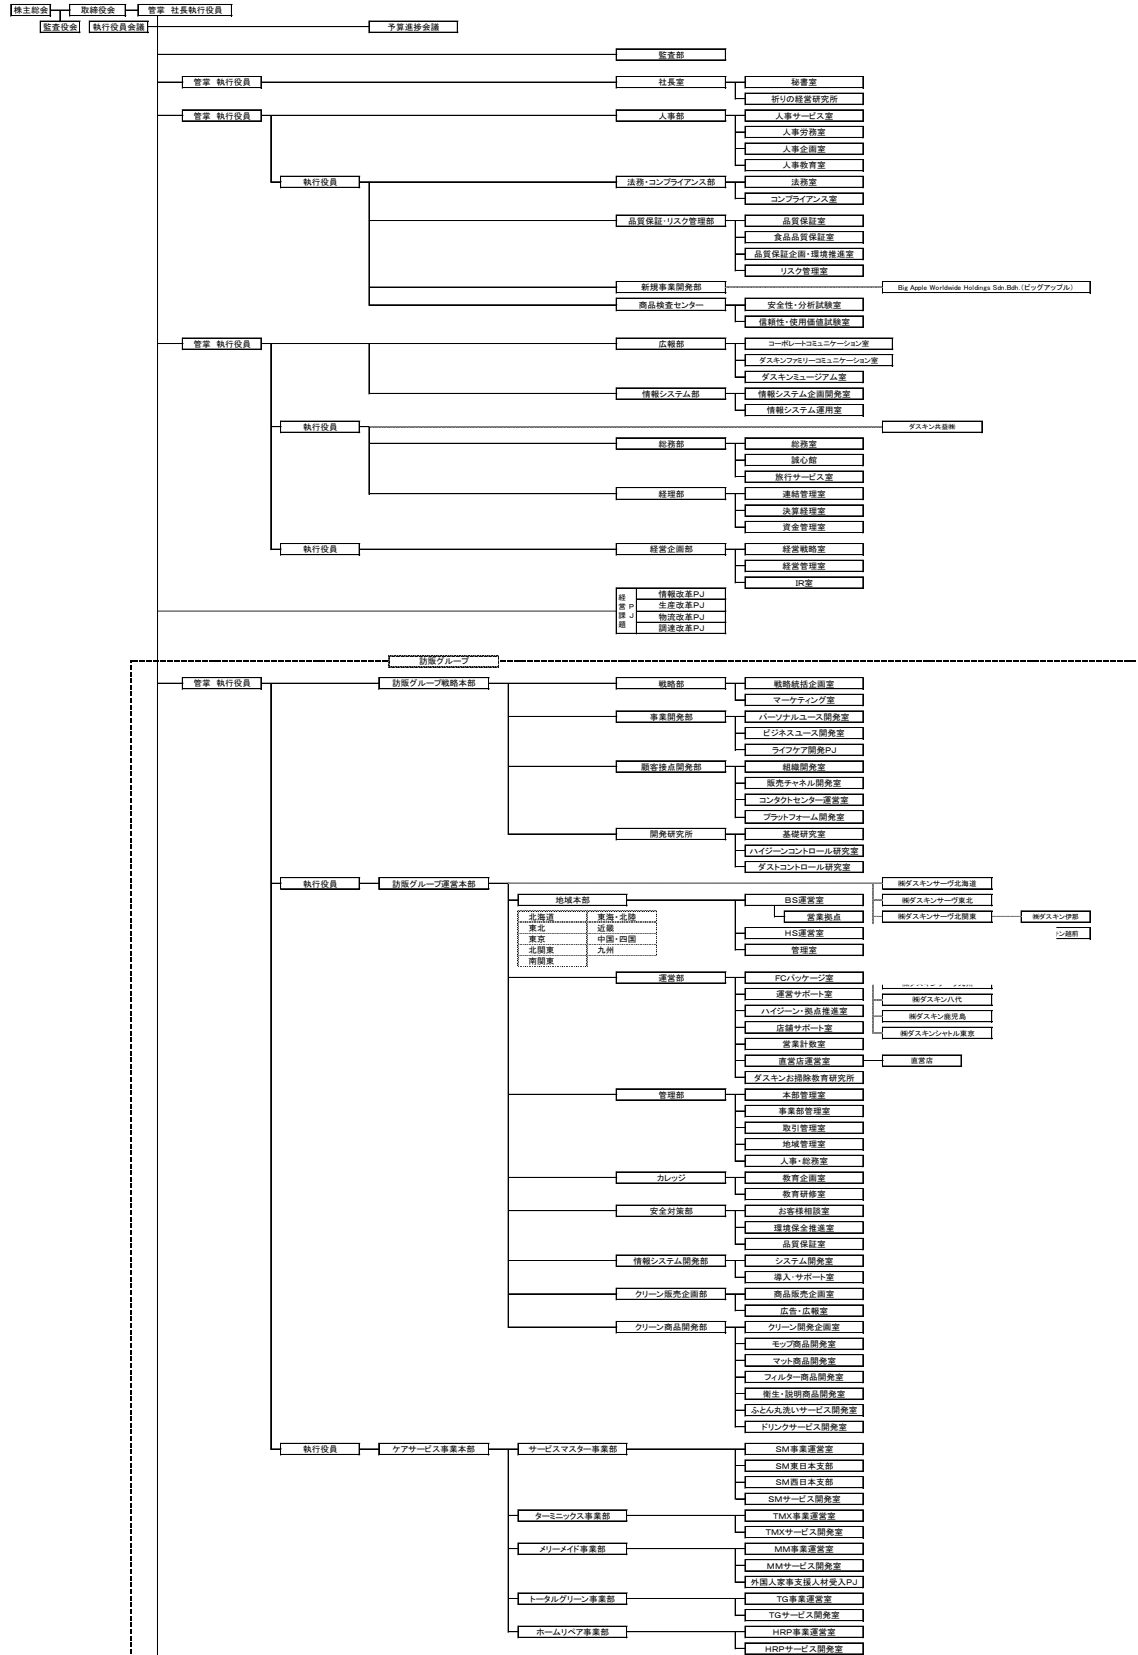 株主総会 取締役会 管掌 社長執行役員
監査役会 執行役員会議 予算進捗会議
監査部
管掌 執行役員 社長室 秘書室
祈りの経営研究所
管掌 執行役員 人事部 人事サービス室
人事労務室
人事企画室
人事教育室
執行役員 法務・コンプライアンス部 法務室
コンプライアンス室
品質保証・リスク管理部 品質保証室
食品品質保証室
品質保証企画・環境推進室
リスク管理室
新規事業開発部 Big Apple Worldwide Holdings Sdn.Bdh.(ビッグアップル)
商品検査センター 安全性・分析試験室
信頼性・使用価値試験室
管掌 執行役員 広報部 コーポレートコミュニケーション室
ダスキンファミリーコミュニケーション室
ダスキンミュージアム室
情報システム部 情報システム企画開発室
情報システム運用室
執行役員 ダスキン共益㈱
総務部 総務室
誠心館
旅行サービス室
経理部 連結管理室
決算経理室
資金管理室
執行役員 経営企画部 経営戦略室
経営管理室
IR室
経営課題PJ 情報改革PJ
生産改革PJ
物流改革PJ
調達改革PJ
訪販グループ
管掌 執行役員 訪販グループ戦略本部 戦略部 戦略統括企画室
マーケティング室
事業開発部 パーソナルユース開発室
ビジネスユース開発室
ライフケア開発PJ
顧客接点開発部 組織開発室
販売チャネル開発室
コンタクトセンター運営室
プラットフォーム開発室
開発研究所 基礎研究室
ハイジーンコントロール研究室
ダストコントロール研究室
執行役員 訪販グループ運営本部 ㈱ダスキンサーヴ北海道
地域本部 BS運営室 ㈱ダスキンサーヴ東北
北海道 東海・北陸 営業拠点 ㈱ダスキンサーヴ北関東 ㈱ダスキン伊那
東北 近畿
東京 中国・四国 HS運営室 ン越前
北関東 九州 管理室
南関東
運営部 FCパッケージ室
運営サポート室 ㈱ダスキン八代
ハイジーン・拠点推進室 ㈱ダスキン鹿児島
店舗サポート室 ㈱ダスキンシャトル東京
営業計数室
直営店運営室 直営店
ダスキンお掃除教育研究所
管理部 本部管理室
事業部管理室
取引管理室
地域管理室
人事・総務室
カレッジ 教育企画室
教育研修室
安全対策部 お客様相談室
環境保全推進室
品質保証室
情報システム開発部 システム開発室
導入・サポート室
クリーン販売企画部 商品販売企画室
広告・広報室
クリーン商品開発部 クリーン開発企画室
モップ商品開発室
マット商品開発室
フィルター商品開発室
衛生・説明商品開発室
ふとん丸洗いサービス開発室
ドリンクサービス開発室
執行役員 ケアサービス事業本部 サービスマスター事業部 SM事業運営室
SM東日本支部
SM西日本支部
SMサービス開発室
ターミニックス事業部 TMX事業運営室
TMXサービス開発室
メリーメイド事業部 MM事業運営室
MMサービス開発室
外国人家事支援人材受入PJ
トータルグリーン事業部 TG事業運営室
TGサービス開発室
ホームリペア事業部 HRP事業運営室
HRPサービス開発室